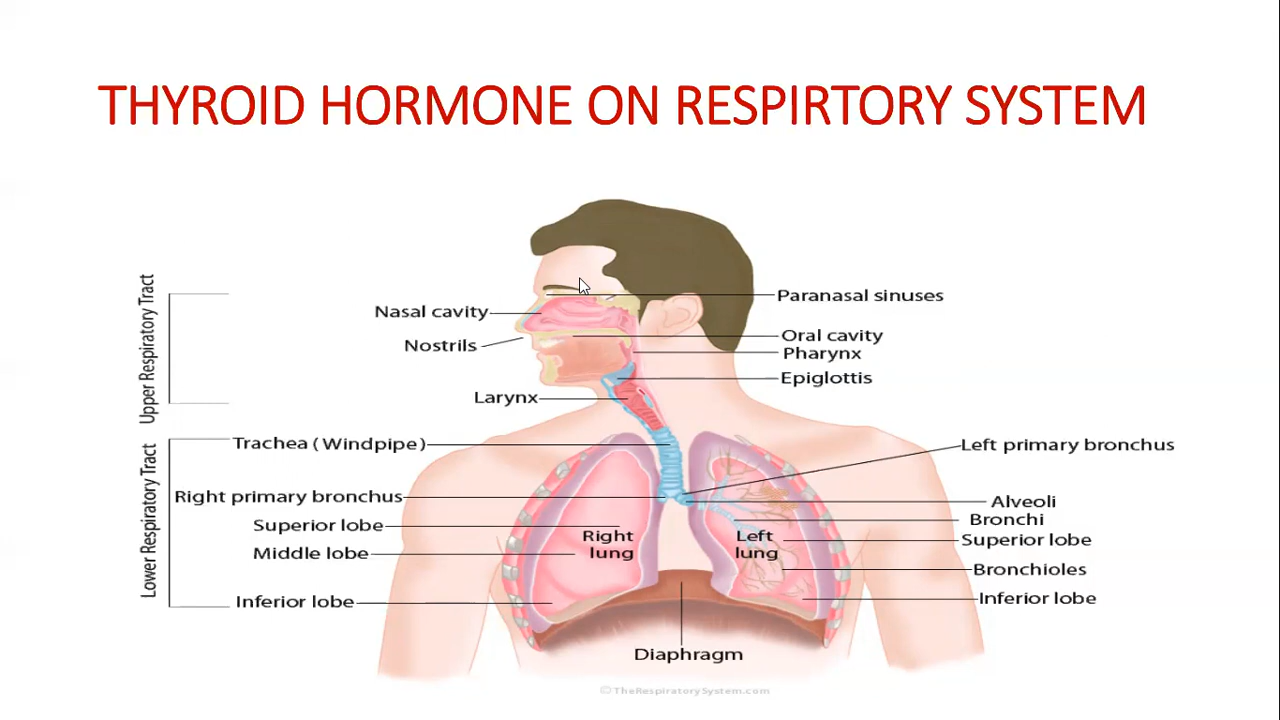 THYROID HORMONE ON RESPIRTORY SYSTEM
Upper Respiratory Tract
Nasal cavity
Nostrils
Larynx
Paranasal sinuses
Oral cavity
Pharynx
Epiglottis
Lower Respiratory Tract
Trachea (Windpipe)
Right primary bronchus
Superior lobe
Middle lobe
Inferior lobe
Right
lung
Left
lung
Left primary bronchus
Alveoli
Bronchi
Superior lobe
Bronchioles
Inferior lobe
Diaphragm
© TheRespiratorySystem.com